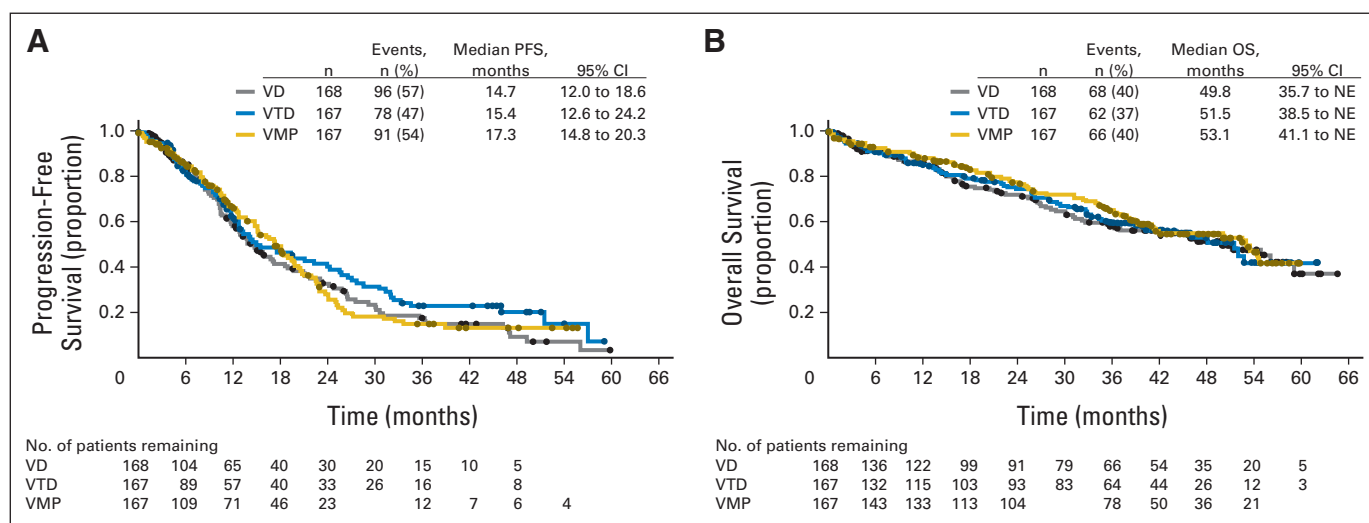 A
Events, Median PFS,
n n (%) months 95% CI
VD 168 96 (57) 14.7 12.0 to 18.6
VTD 167 78 (47) 15.4 12.6 to 24.2
VMP 167 91 (54) 17.3 14.8 to 20.3
Progression-Free
Survival (proportion)
1.0
0.8
0.6
0.4
0.2
0 6 12 18 24 30 36 42 48 54 60 66
Time (months)
No. of patients remaining
VD 168 104 65 40 30 20 15 10 5
VTD 167 89 57 40 33 26 16 8
VMP 167 109 71 46 23 12 7 6 4
B
Events, Median OS,
n n (%) months 95% CI
VD 168 68 (40) 49.8 35.7 to NE
VTD 167 62 (37) 51.5 38.5 to NE
VMP 167 66 (40) 53.1 41.1 to NE
Overall Survival
(proportion)
1.0
0.8
0.6
0.4
0.2
0 6 12 18 24 30 36 42 48 54 60 66
Time (months)
No. of patients remaining
VD 168 136 122 99 91 79 66 54 35 20 5
VTD 167 132 115 103 93 83 64 44 26 12 3
VMP 167 143 133 113 104 78 50 36 21